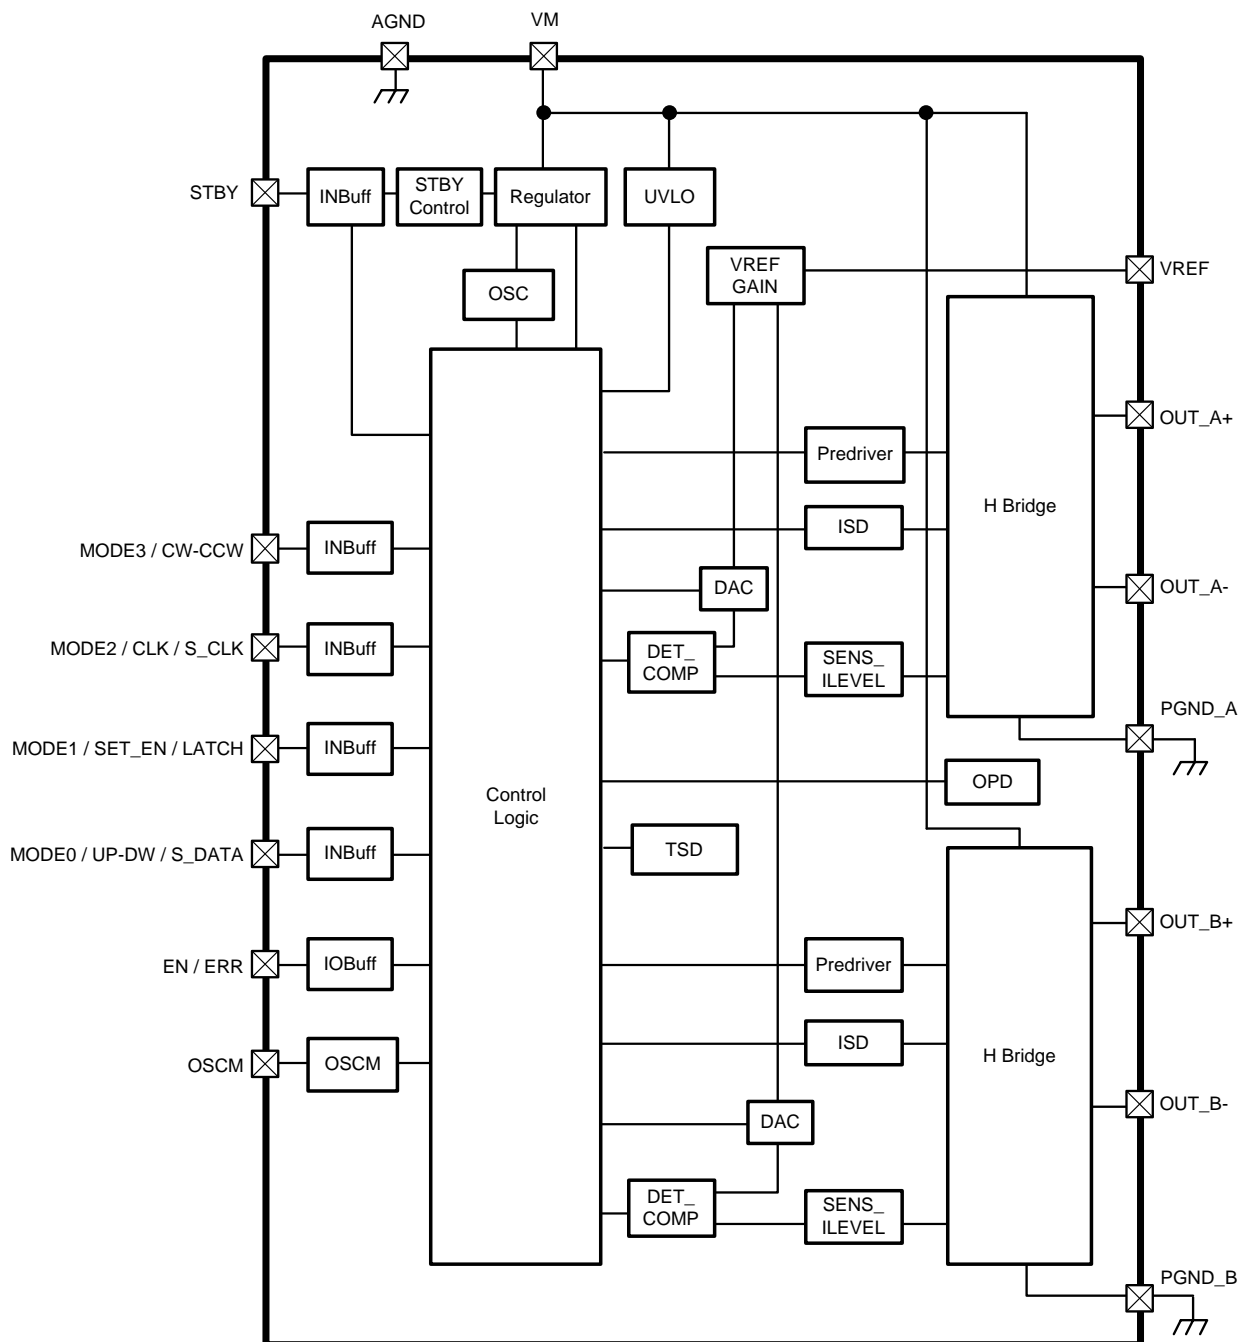 AGND
VM
STBY
INBuff
STBY
Control
Regulator
UVLO
VREF
GAIN
VREF
OSC
OUT_A+
Predriver
H Bridge
ISD
MODE3 / CW-CCW
INBuff
DAC
OUT_A-
MODE2 / CLK / S_CLK
INBuff
DET_
COMP
SENS_
ILEVEL
PGND_A
MODE1 / SET_EN / LATCH
INBuff
OPD
Control
Logic
MODE0 / UP-DW / S_DATA
INBuff
TSD
OUT_B+
EN / ERR
IOBuff
Predriver
ISD
H Bridge
OSCM
OSCM
OUT_B-
DAC
DET_
COMP
SENS_
ILEVEL
PGND_B